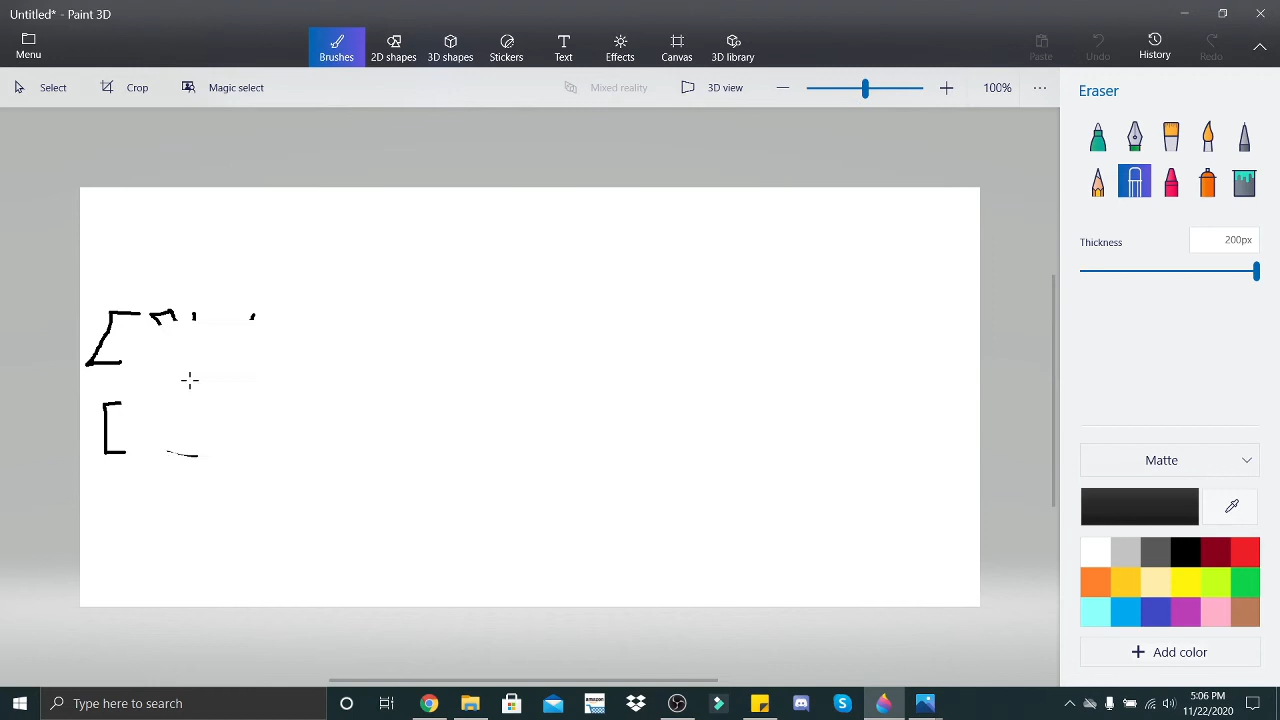 Untitled* - Paint 3D
Menu
Brushes
2D shapes
3D shapes
Stickers
Text
Effects
Canvas
3D library
Paste
Undo
History
Redo
Select
Crop
Magic select
Mixed reality
3D view
100%
Eraser
Thickness
200px
Matte
Add color
Type here to search
amazon
5:06 PM
11/22/2020